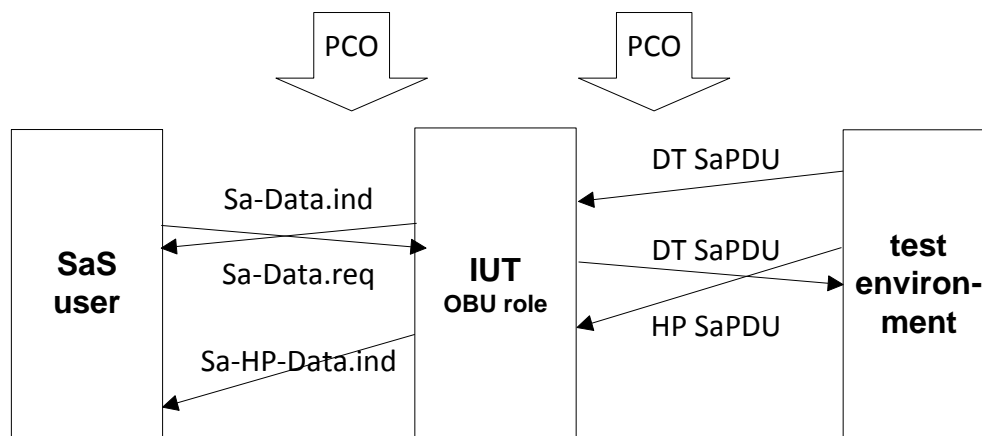 PCO
PCO
DT SaPDU
Sa-Data.ind
SaS
user
IUT
OBU role
DT SaPDU
test
environ-
ment
Sa-Data.req
HP SaPDU
Sa-HP-Data.ind